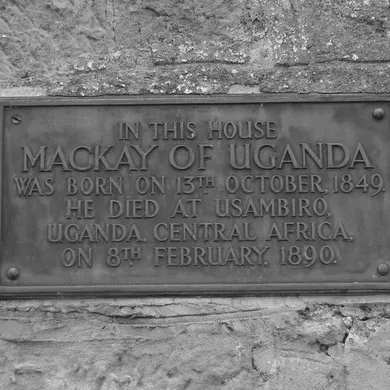 IN THIS HOUSE
MACKAY OF UGANDA
WAS BORN ON 13TH OCTOBER, 1849.
HE DIED AT USAMBIRO,
UGANDA, CENTRAL AFRICA,
ON 8TH FEBRUARY, 1890.